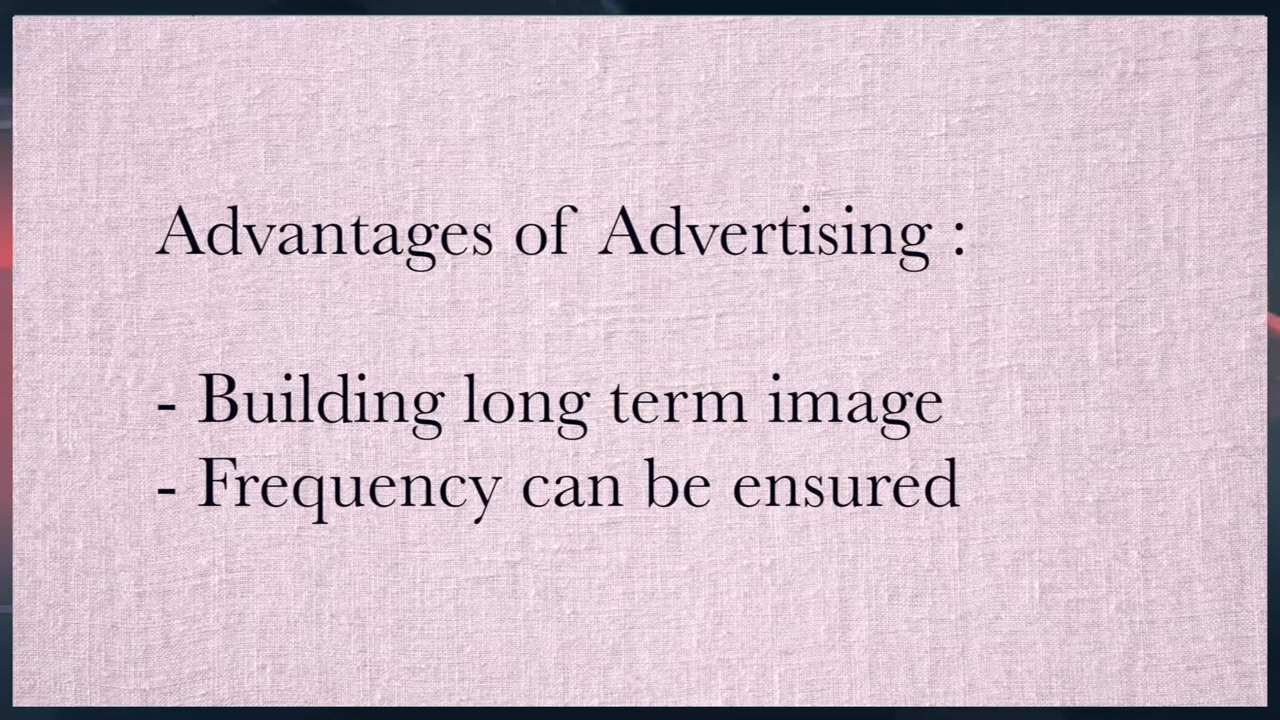 Advantages of Advertising :
- Building long term image
- Frequency can be ensured